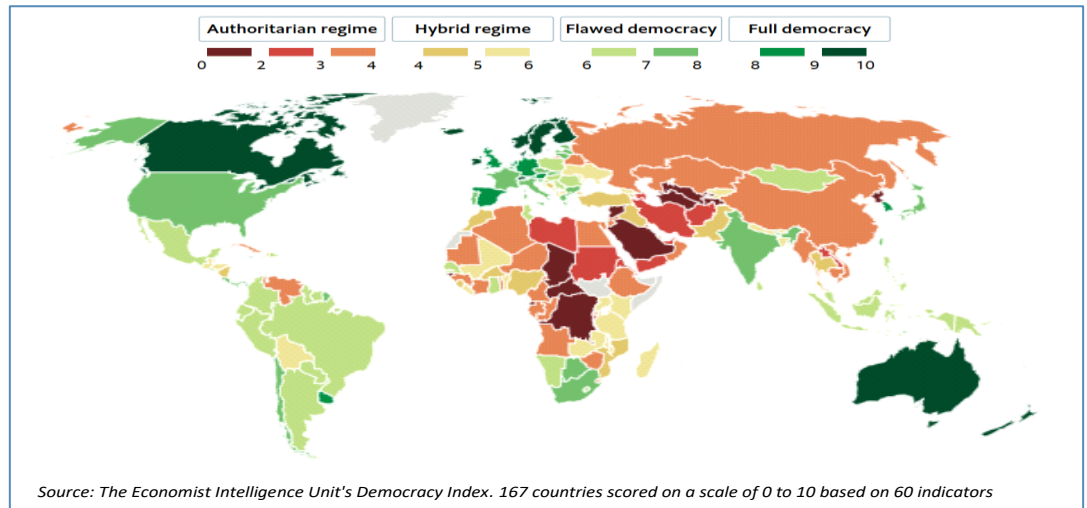 Authoritarian regime Hybrid regime Flawed democracy Full democracy
0 2 3 4 4 5 6 6 7 8 8 9 10
Source: The Economist Intelligence Unit's Democracy Index. 167 countries scored on a scale of 0 to 10 based on 60 indicators